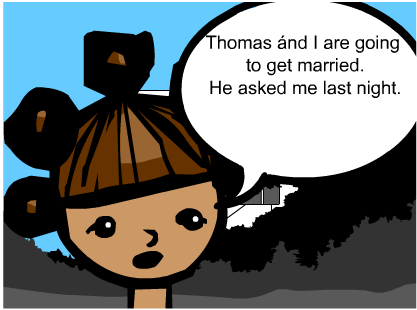 Thomas ánd I are going
to get married.
He asked me last night.